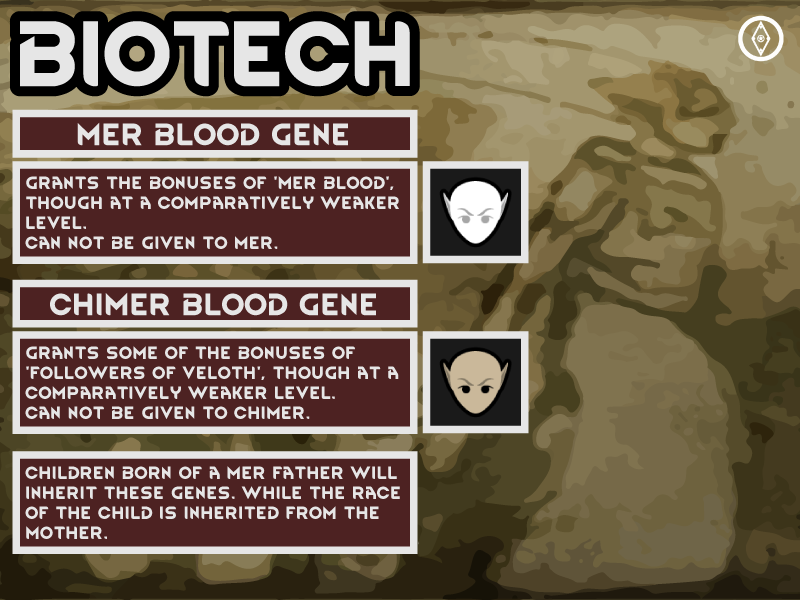 BIOTECH
MER BLOOD GENE
GRANTS THE BONUSES OF 'MER BLOOD',
THOUGH AT A COMPARATIVELY WEAKER
LEVEL.
CAN NOT BE GIVEN TO MER.
CHIMER BLOOD GENE
GRANTS SOME OF THE BONUSES OF
'FOLLOWERS OF VELOTH', THOUGH AT A
COMPARATIVELY WEAKER LEVEL.
CAN NOT BE GIVEN TO CHIMER.
CHILDREN BORN OF A MER FATHER WILL
INHERIT THESE GENES. WHILE THE RACE
OF THE CHILD IS INHERITED FROM THE
MOTHER.